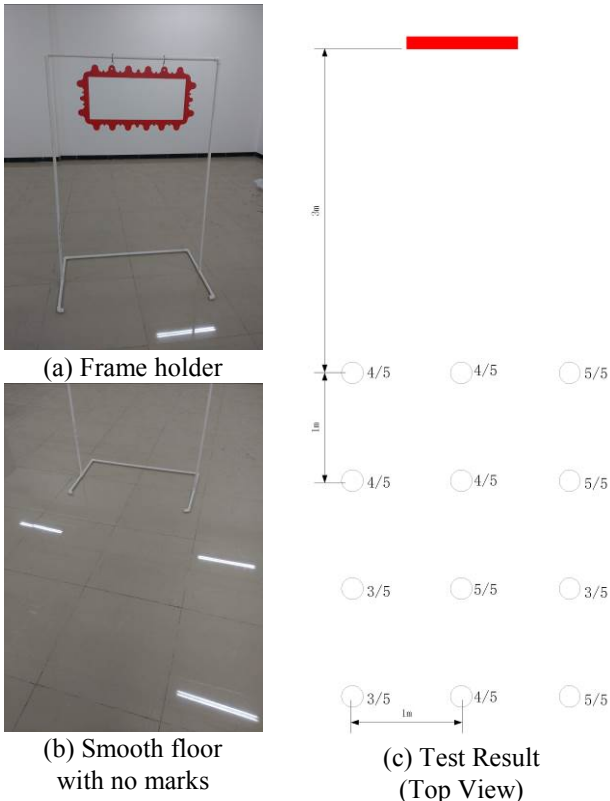 (a) Frame holder
(b) Smooth floor
with no marks
3m
4/5 4/5 5/5
1m
4/5 4/5 5/5
3/5 5/5 3/5
3/5 4/5 5/5
1m
(c) Test Result
(Top View)